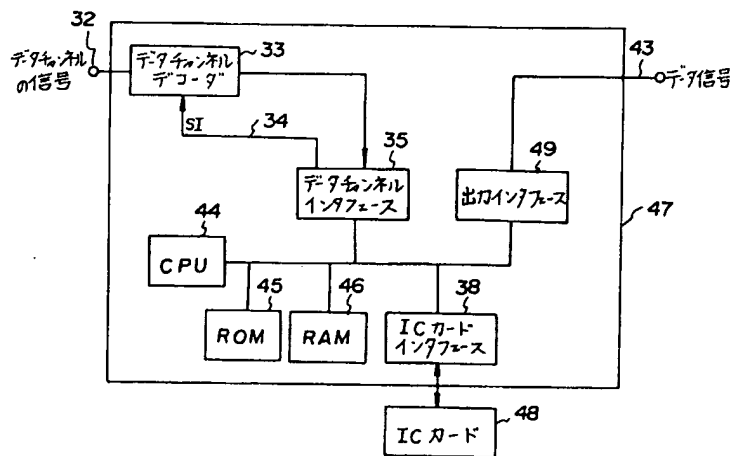 32
データチャンネル
の信号
33
データチャンネル
デコーダ
SI
34
35
データチャンネル
インタフェース
43
データ信号
49
出力インタフェース
47
44
CPU
45
ROM
46
RAM
38
ICカード
インタフェース
48
ICカード